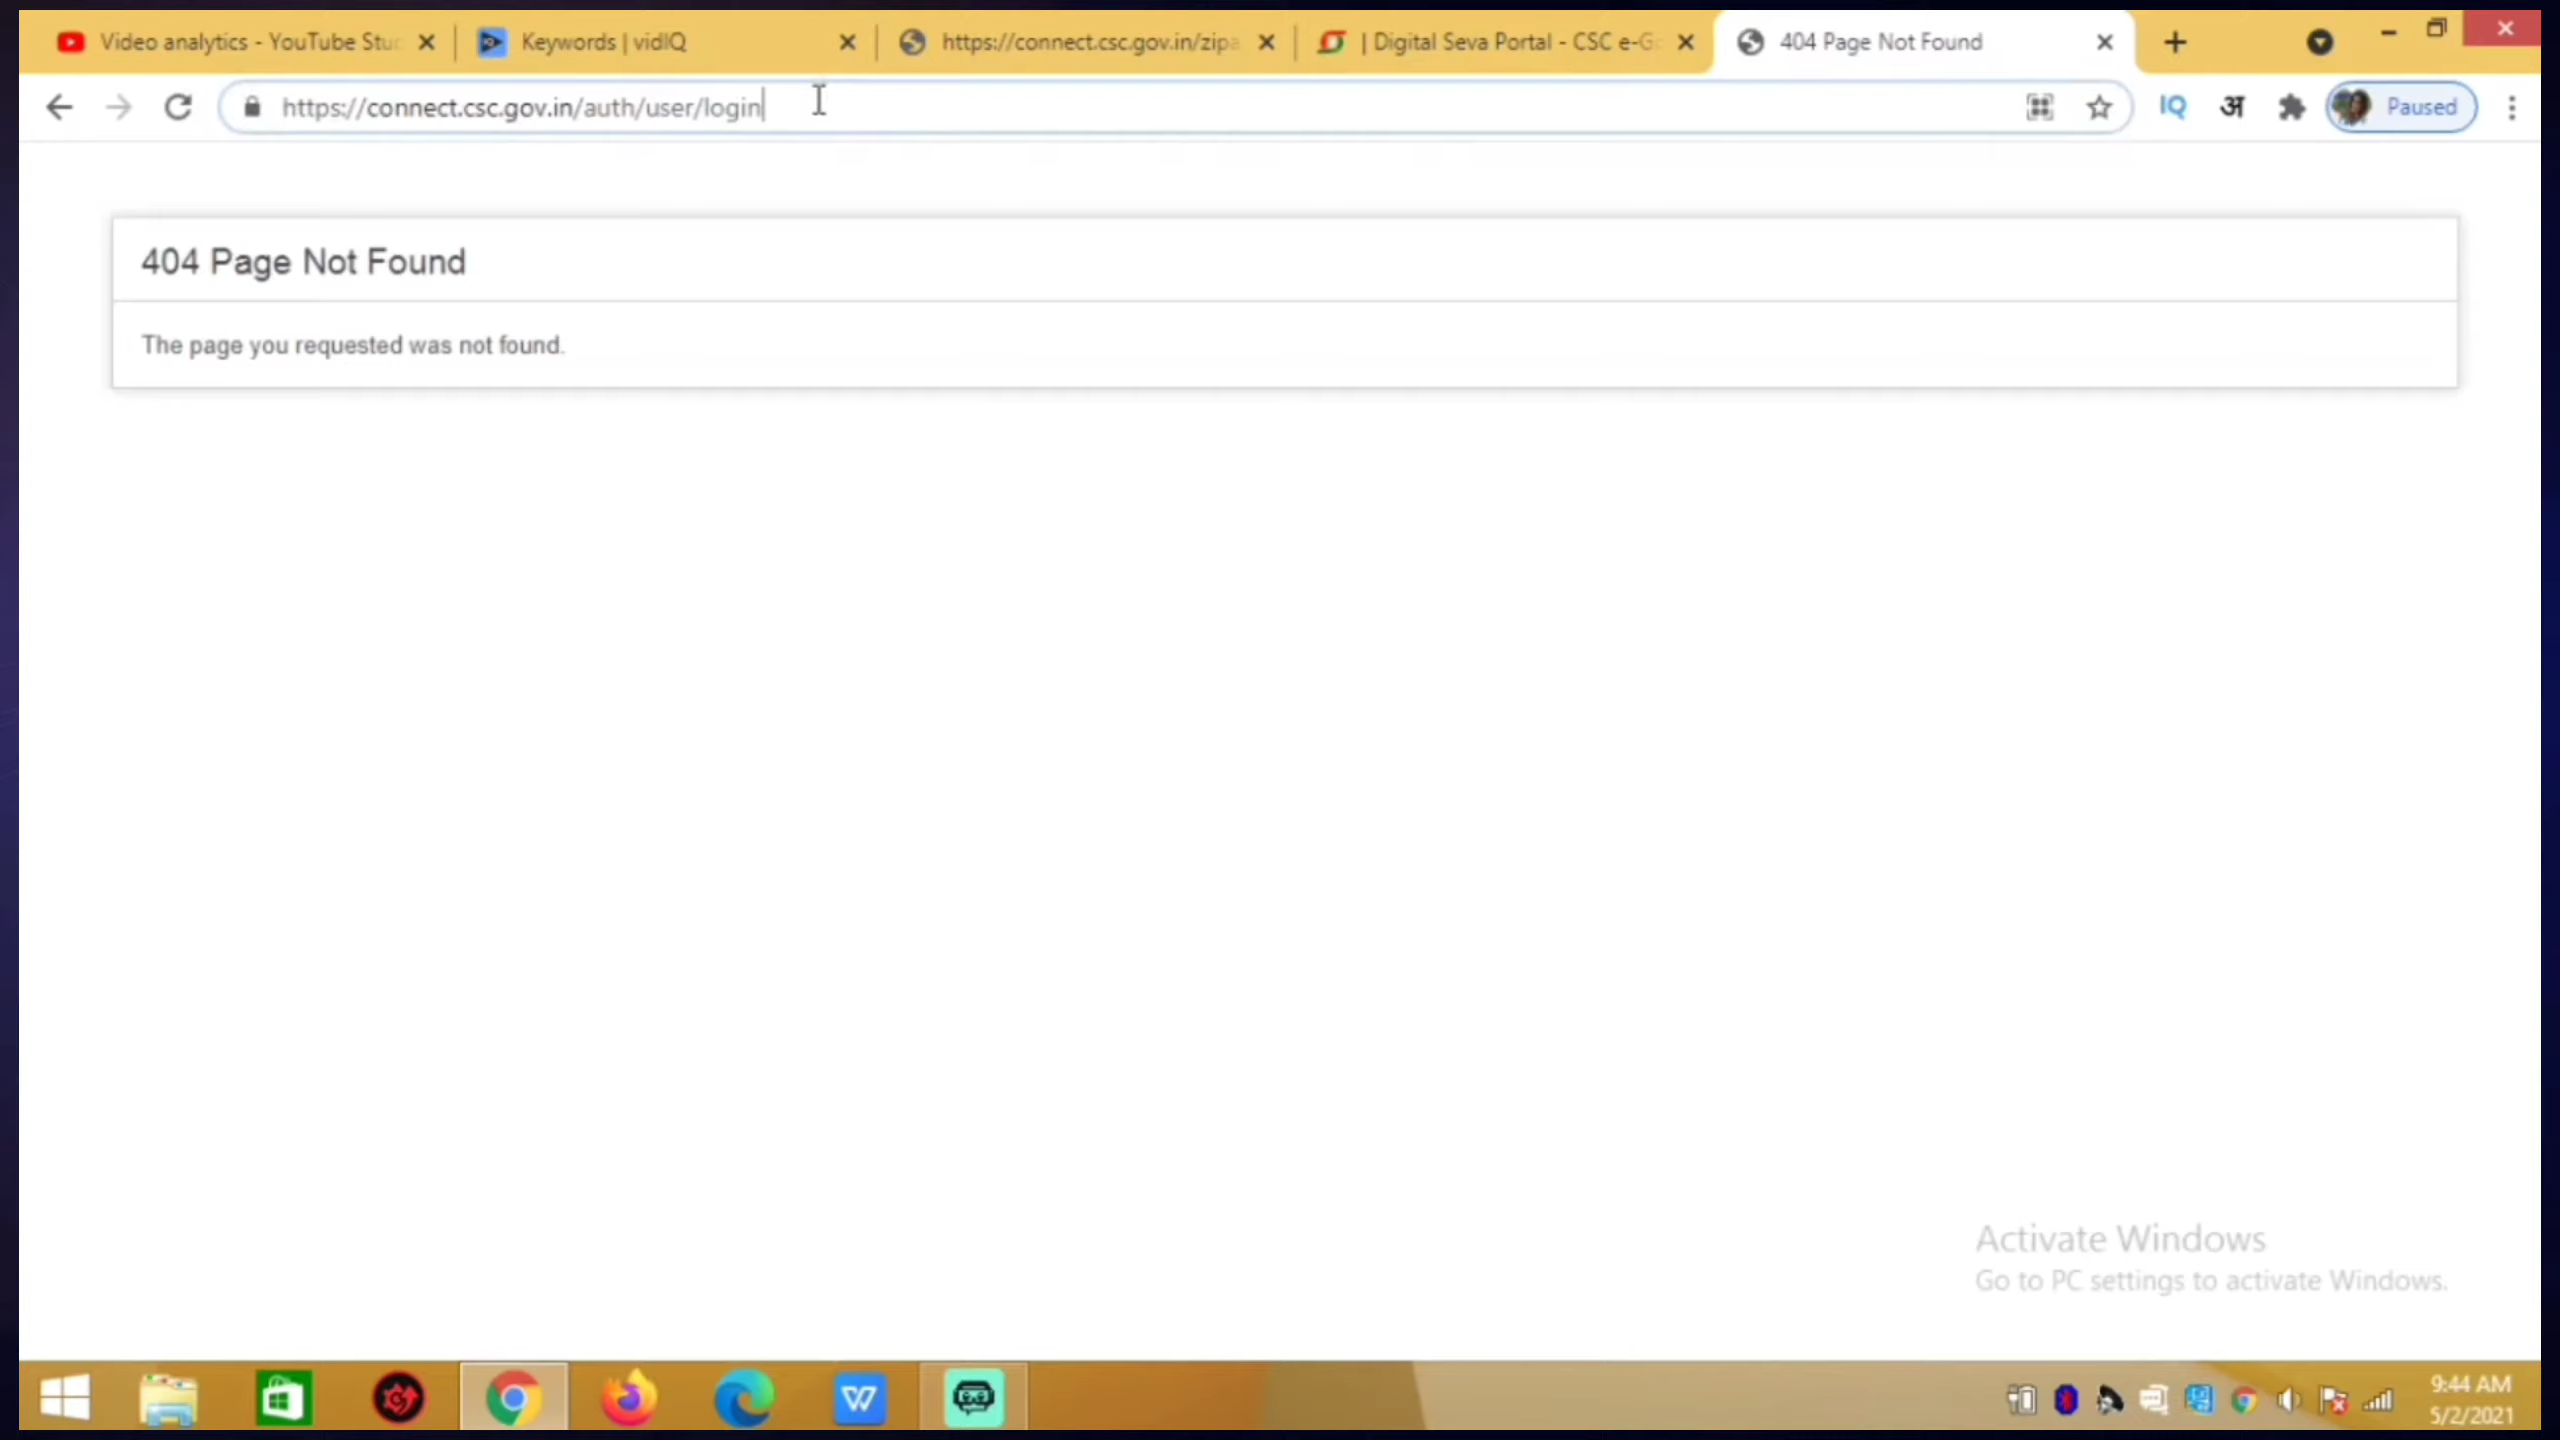 Video analytics - YouTube Stu
Keywords | vidIQ
https://connect.csc.gov.in/zipa
| Digital Seva Portal - CSC e-G
404 Page Not Found
https://connect.csc.gov.in/auth/user/login
IQ
अ
Paused
404 Page Not Found
The page you requested was not found.
Activate Windows
Go to PC settings to activate Windows.
W
9:44 AM
5/2/2021